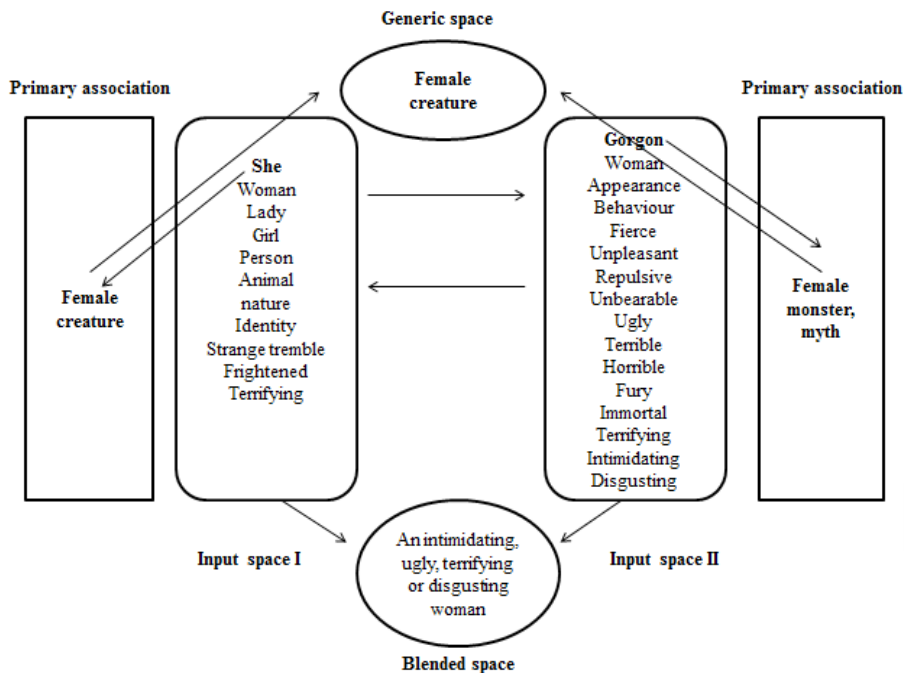 Generic space
Female
creature
Primary association
Primary association
She
Woman
Lady
Girl
Person
Animal
nature
Identity
Strange tremble
Frightened
Terrifying
Gorgon
Woman
Appearance
Behaviour
Fierce
Unpleasant
Repulsive
Unbearable
Ugly
Terrible
Horrible
Fury
Immortal
Terrifying
Intimidating
Disgusting
Female
creature
Female
monster,
myth
Input space I
An intimidating,
ugly, terrifying
or disgusting
woman
Input space II
Blended space